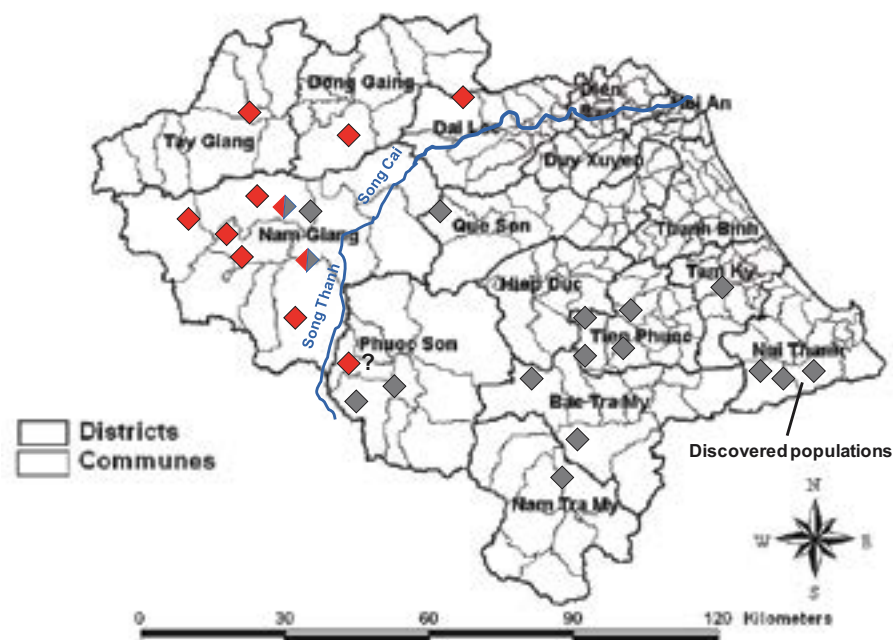 Dong Gaing
Dien
Hoi An
Dai Loc
Tay Giang
Duy Xuyen
Song Cai
Nam Giang
Que Son
Thanh Binh
Tam Ky
Hiep Duc
Song Thanh
Tien Phuoc
Phuoc Son
?
Nui Thanh
Bac Tra My
Districts
Communes
Discovered populations
Nam Tra My
N
W
E
S
0 30 60 90 120 Kilometers